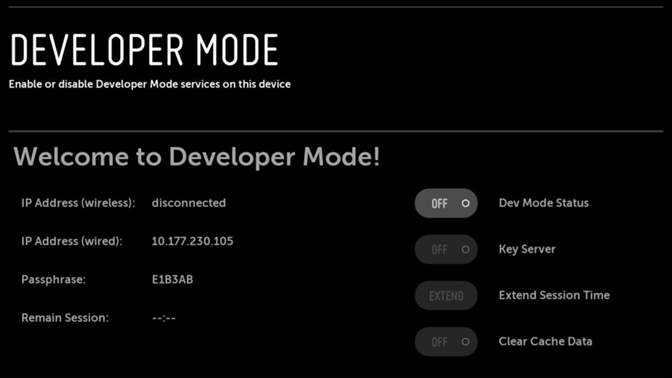 DEVELOPER MODE
Enable or disable Developer Mode services on this device
Welcome to Developer Mode!
IP Address (wireless): disconnected
OFF Dev Mode Status
IP Address (wired): 10.177.230.105
OFF Key Server
Passphrase: E1B3AB
EXTEND Extend Session Time
Remain Session: --:--
OFF Clear Cache Data